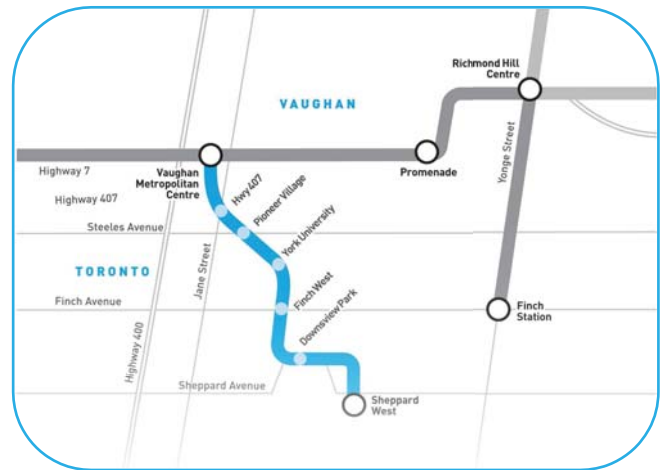 Richmond Hill
Centre
VAUGHAN
Yonge Street
Highway 7
Vaughan
Metropolitan
Centre
Promenade
Highway 407
Hwy 407
Pioneer Village
Steeles Avenue
York University
TORONTO
Jane Street
Finch Avenue
Finch West
Finch
Station
Highway 400
Downsview Park
Sheppard Avenue
Sheppard
West